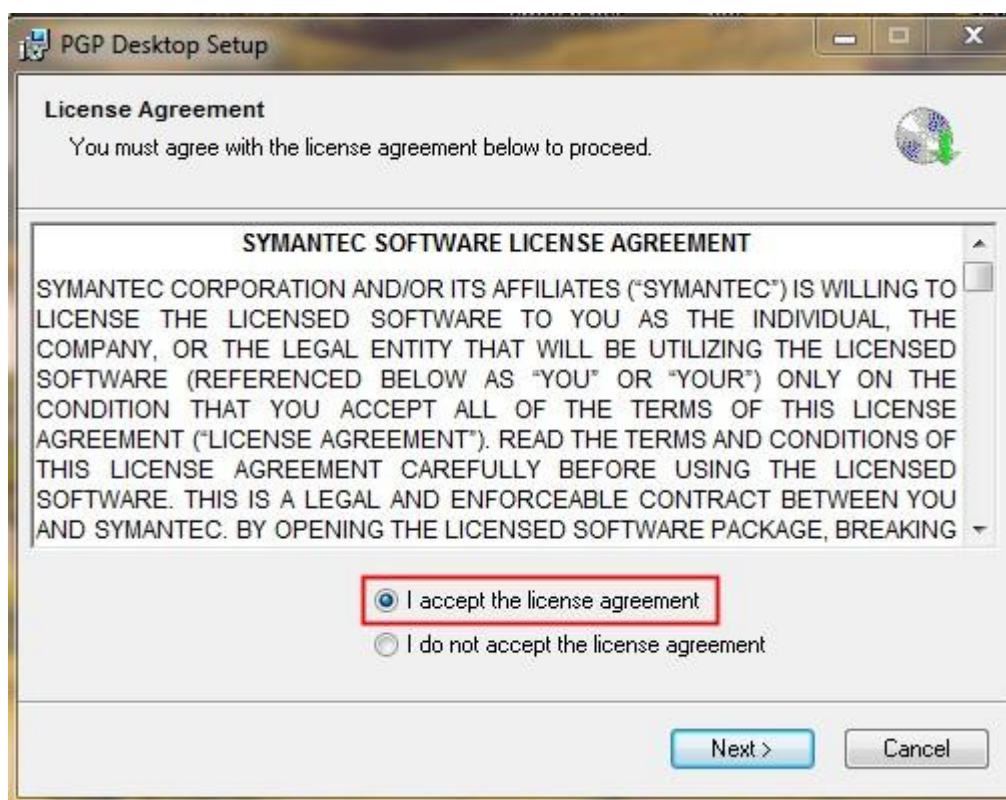 PGP Desktop Setup
License Agreement
You must agree with the license agreement below to proceed.
SYMANTEC SOFTWARE LICENSE AGREEMENT
SYMANTEC CORPORATION AND/OR ITS AFFILIATES (“SYMANTEC”) IS WILLING TO
LICENSE THE LICENSED SOFTWARE TO YOU AS THE INDIVIDUAL, THE
COMPANY, OR THE LEGAL ENTITY THAT WILL BE UTILIZING THE LICENSED
SOFTWARE (REFERENCED BELOW AS “YOU” OR “YOUR”) ONLY ON THE
CONDITION THAT YOU ACCEPT ALL OF THE TERMS OF THIS LICENSE
AGREEMENT (“LICENSE AGREEMENT”). READ THE TERMS AND CONDITIONS OF
THIS LICENSE AGREEMENT CAREFULLY BEFORE USING THE LICENSED
SOFTWARE. THIS IS A LEGAL AND ENFORCEABLE CONTRACT BETWEEN YOU
AND SYMANTEC. BY OPENING THE LICENSED SOFTWARE PACKAGE, BREAKING
I accept the license agreement
I do not accept the license agreement
Next > Cancel